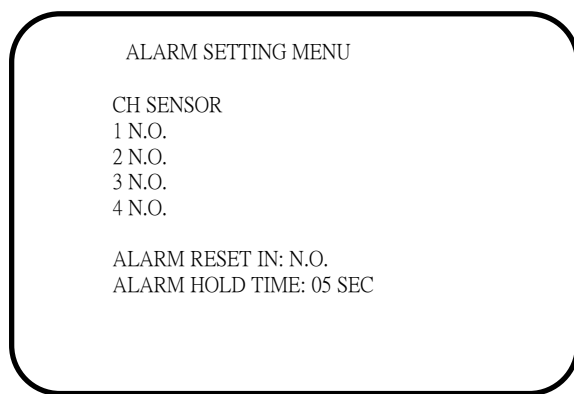 ALARM SETTING MENU
CH SENSOR
1 N.O.
2 N.O.
3 N.O.
4 N.O.
ALARM RESET IN: N.O.
ALARM HOLD TIME: 05 SEC